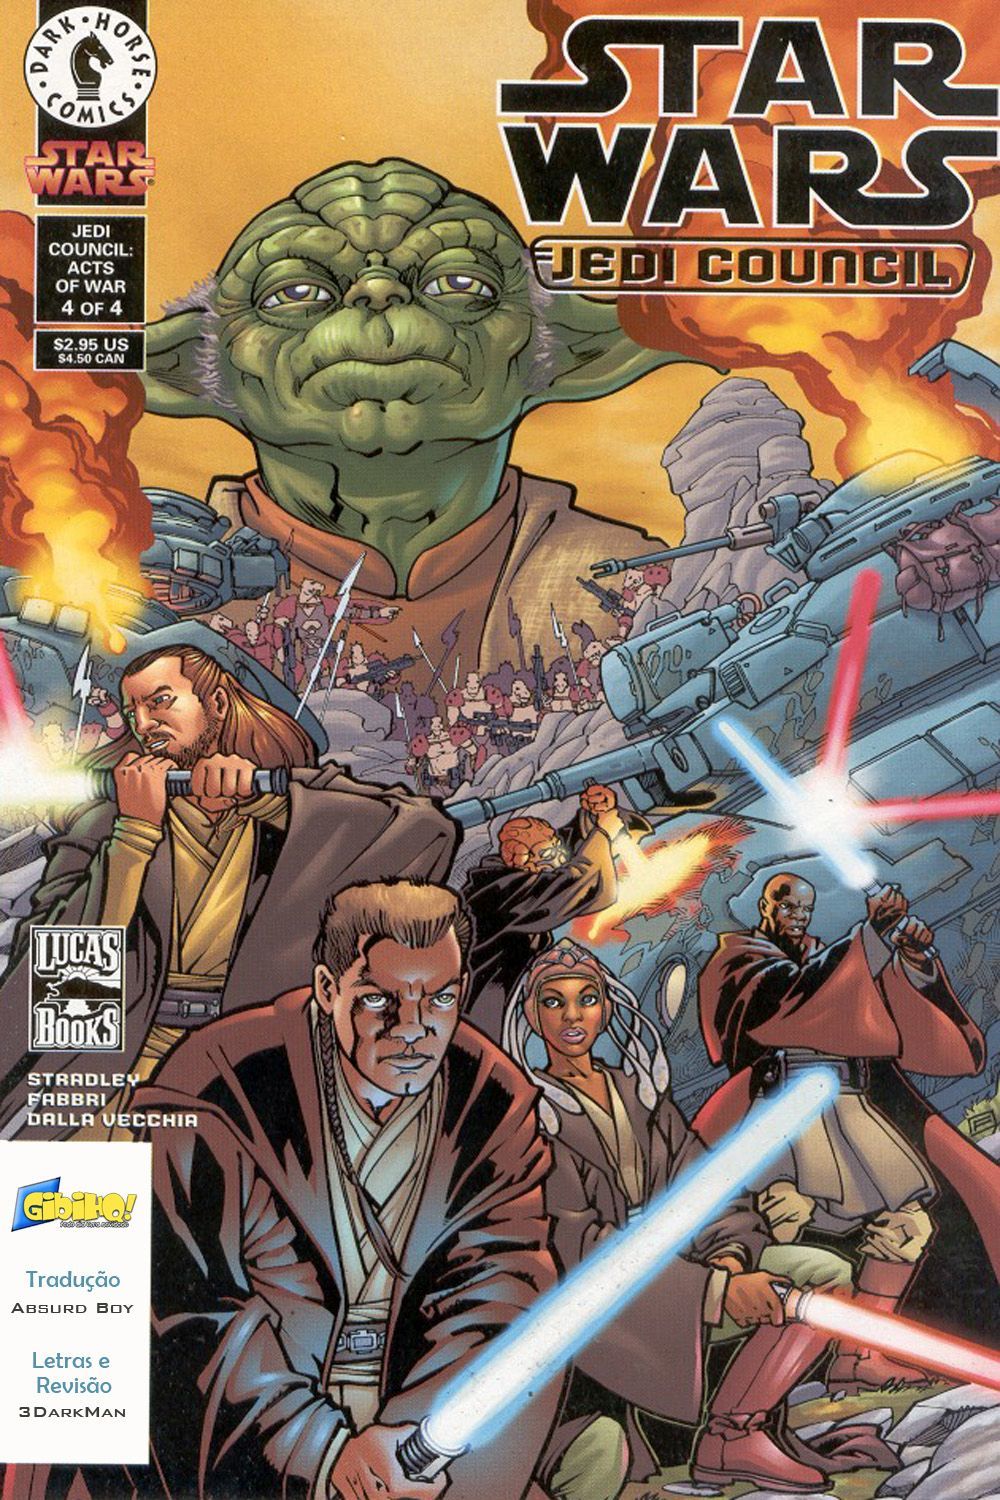 DARK · HORSE
COMICS
STAR
WARS
JEDI
COUNCIL:
ACTS
OF WAR
4 OF 4
$2.95 US
$4.50 CAN
STAR
WARS
JEDI COUNCIL
LUCAS
BOOKS
STRADLEY
FABBRI
DALLA VECCHIA
GibiHQ!
Tradução
Absurd Boy
Letras e
Revisão
3DarkMan